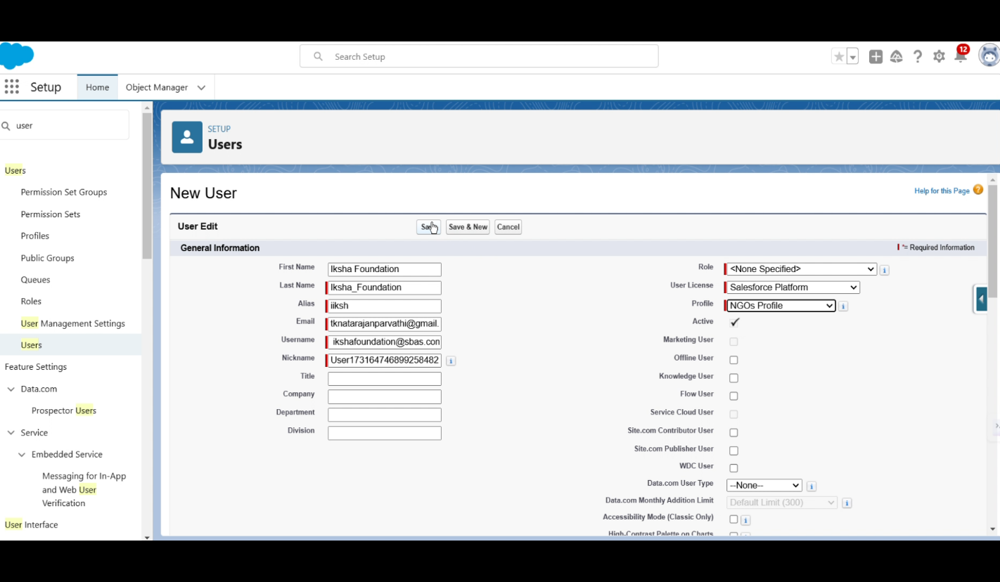 Search Setup
12
Setup
Home
Object Manager
user
SETUP
Users
Users
Permission Set Groups
Permission Sets
Profiles
Public Groups
Queues
Roles
User Management Settings
Users
Feature Settings
Data.com
Prospector Users
Service
Embedded Service
Messaging for In-App
and Web User
Verification
User Interface
New User
Help for this Page
User Edit
Save & New
Cancel
General Information
= Required Information
First Name Iksha Foundation
Last Name Iksha_Foundation
Alias iiksh
Email tknatarajanparvathi@gmail.
Username ikshafoundation@sbas.com
Nickname User173164746899258482
Title
Company
Department
Division
Role <None Specified>
User License Salesforce Platform
Profile NGOs Profile
Active
Marketing User
Offline User
Knowledge User
Flow User
Service Cloud User
Site.com Contributor User
Site.com Publisher User
WDC User
Data.com User Type --None--
Data.com Monthly Addition Limit Default Limit (300)
Accessibility Mode (Classic Only)
High-Contrast Palette on Charts